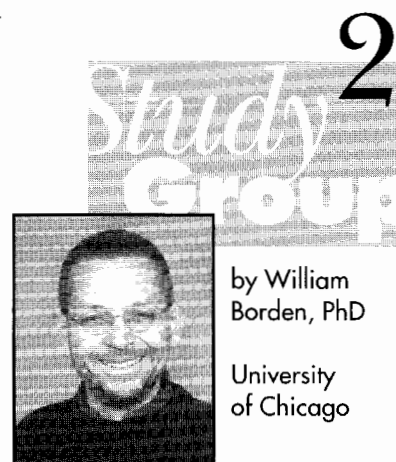 2
Study
Group
by William
Borden, PhD
University
of Chicago